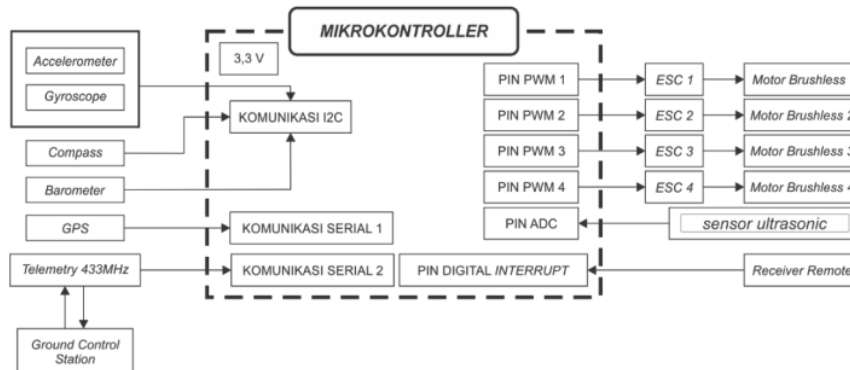 MIKROKONTROLLER
3,3 V
Accelerometer
Gyroscope
KOMUNIKASI I2C
Compass
Barometer
GPS
KOMUNIKASI SERIAL 1
Telemetry 433MHz
KOMUNIKASI SERIAL 2
Ground Control
Station
PIN PWM 1
ESC 1
Motor Brushless
PIN PWM 2
ESC 2
Motor Brushless 2
PIN PWM 3
ESC 3
Motor Brushless 3
PIN PWM 4
ESC 4
Motor Brushless 4
PIN ADC
sensor ultrasonic
PIN DIGITAL INTERRUPT
Receiver Remote